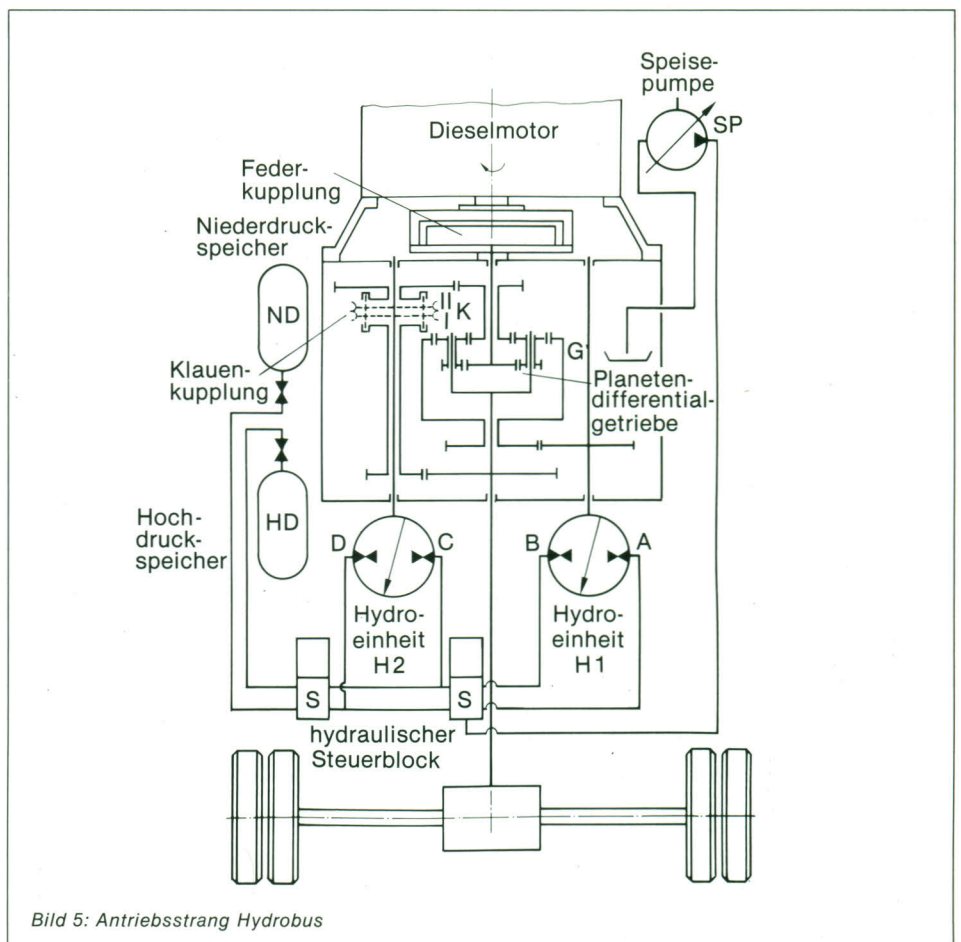 Speise-
pumpe
SP
Dieselmotor
Feder-
kupplung
Niederdruck-
speicher
ND
II
I
K
Klauen-
kupplung
G'
Planeten-
differential-
getriebe
HD
Hoch-
druck-
speicher
D
C
B
A
Hydro-
einheit
H2
Hydro-
einheit
H1
S
S
hydraulischer
Steuerblock
Bild 5: Antriebsstrang Hydrobus